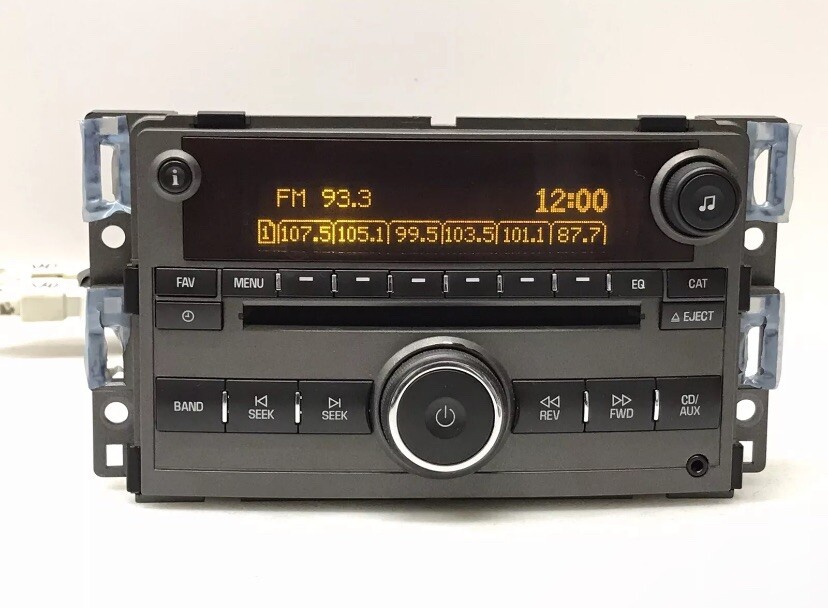 i
FM 93.3 12:00
1 107.5 105.1 99.5 103.5 101.1 87.7
FAV MENU EQ CAT
EJECT
BAND SEEK SEEK REV FWD CD/
AUX